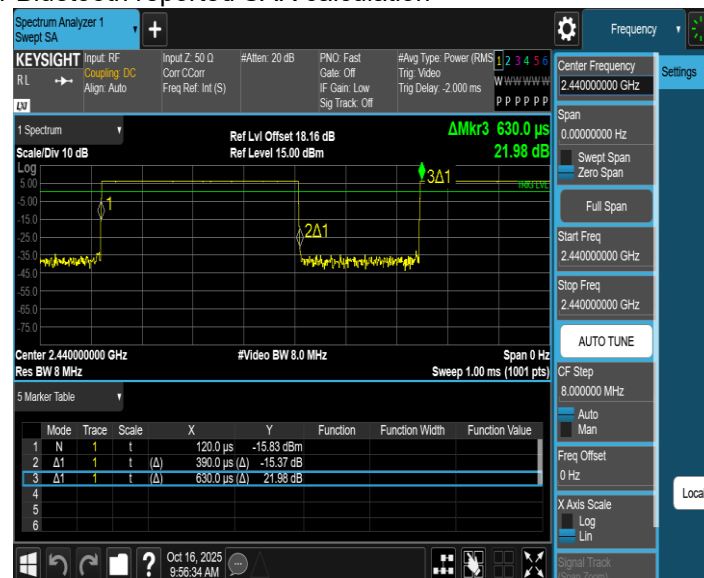 Bluetooth reported SAR calculation
Spectrum Analyzer 1
Swept SA
Frequency
KEYSIGHT
RL
LXI
Input: RF
Coupling: DC
Align: Auto
Input Z: 50 Ω
Corr CCorr
Freq Ref: Int (S)
#Atten: 20 dB
PNO: Fast
Gate: Off
IF Gain: Low
Sig Track: Off
#Avg Type: Power (RMS
Trig: Video
Trig Delay: -2.000 ms
1 2 3 4 5 6
W W W W W W
P P P P P P
1 Spectrum
Scale/Div 10 dB
Ref Lvl Offset 18.16 dB
Ref Level 15.00 dBm
ΔMkr3 630.0 µs
21.98 dB
Log
5.00
-5.00
-15.0
-25.0
-35.0
-45.0
-55.0
-65.0
-75.0
1
2Δ1
3Δ1
TRIG LVL
Center 2.440000000 GHz
#Video BW 8.0 MHz
Span 0 Hz
Res BW 8 MHz
Sweep 1.00 ms (1001 pts)
5 Marker Table
Mode Trace Scale X Y Function Function Width Function Value
1 N 1 t 120.0 µs -15.83 dBm
2 Δ1 1 t (Δ) 390.0 µs (Δ) -15.37 dB
3 Δ1 1 t (Δ) 630.0 µs (Δ) 21.98 dB
4
5
6
Oct 16, 2025
9:56:34 AM
Center Frequency
2.440000000 GHz
Settings
Span
0.00000000 Hz
Swept Span
Zero Span
Full Span
Start Freq
2.440000000 GHz
Stop Freq
2.440000000 GHz
AUTO TUNE
CF Step
8.000000 MHz
Auto
Man
Freq Offset
0 Hz
Local
X Axis Scale
Log
Lin
Signal Track
(Span Zoom)